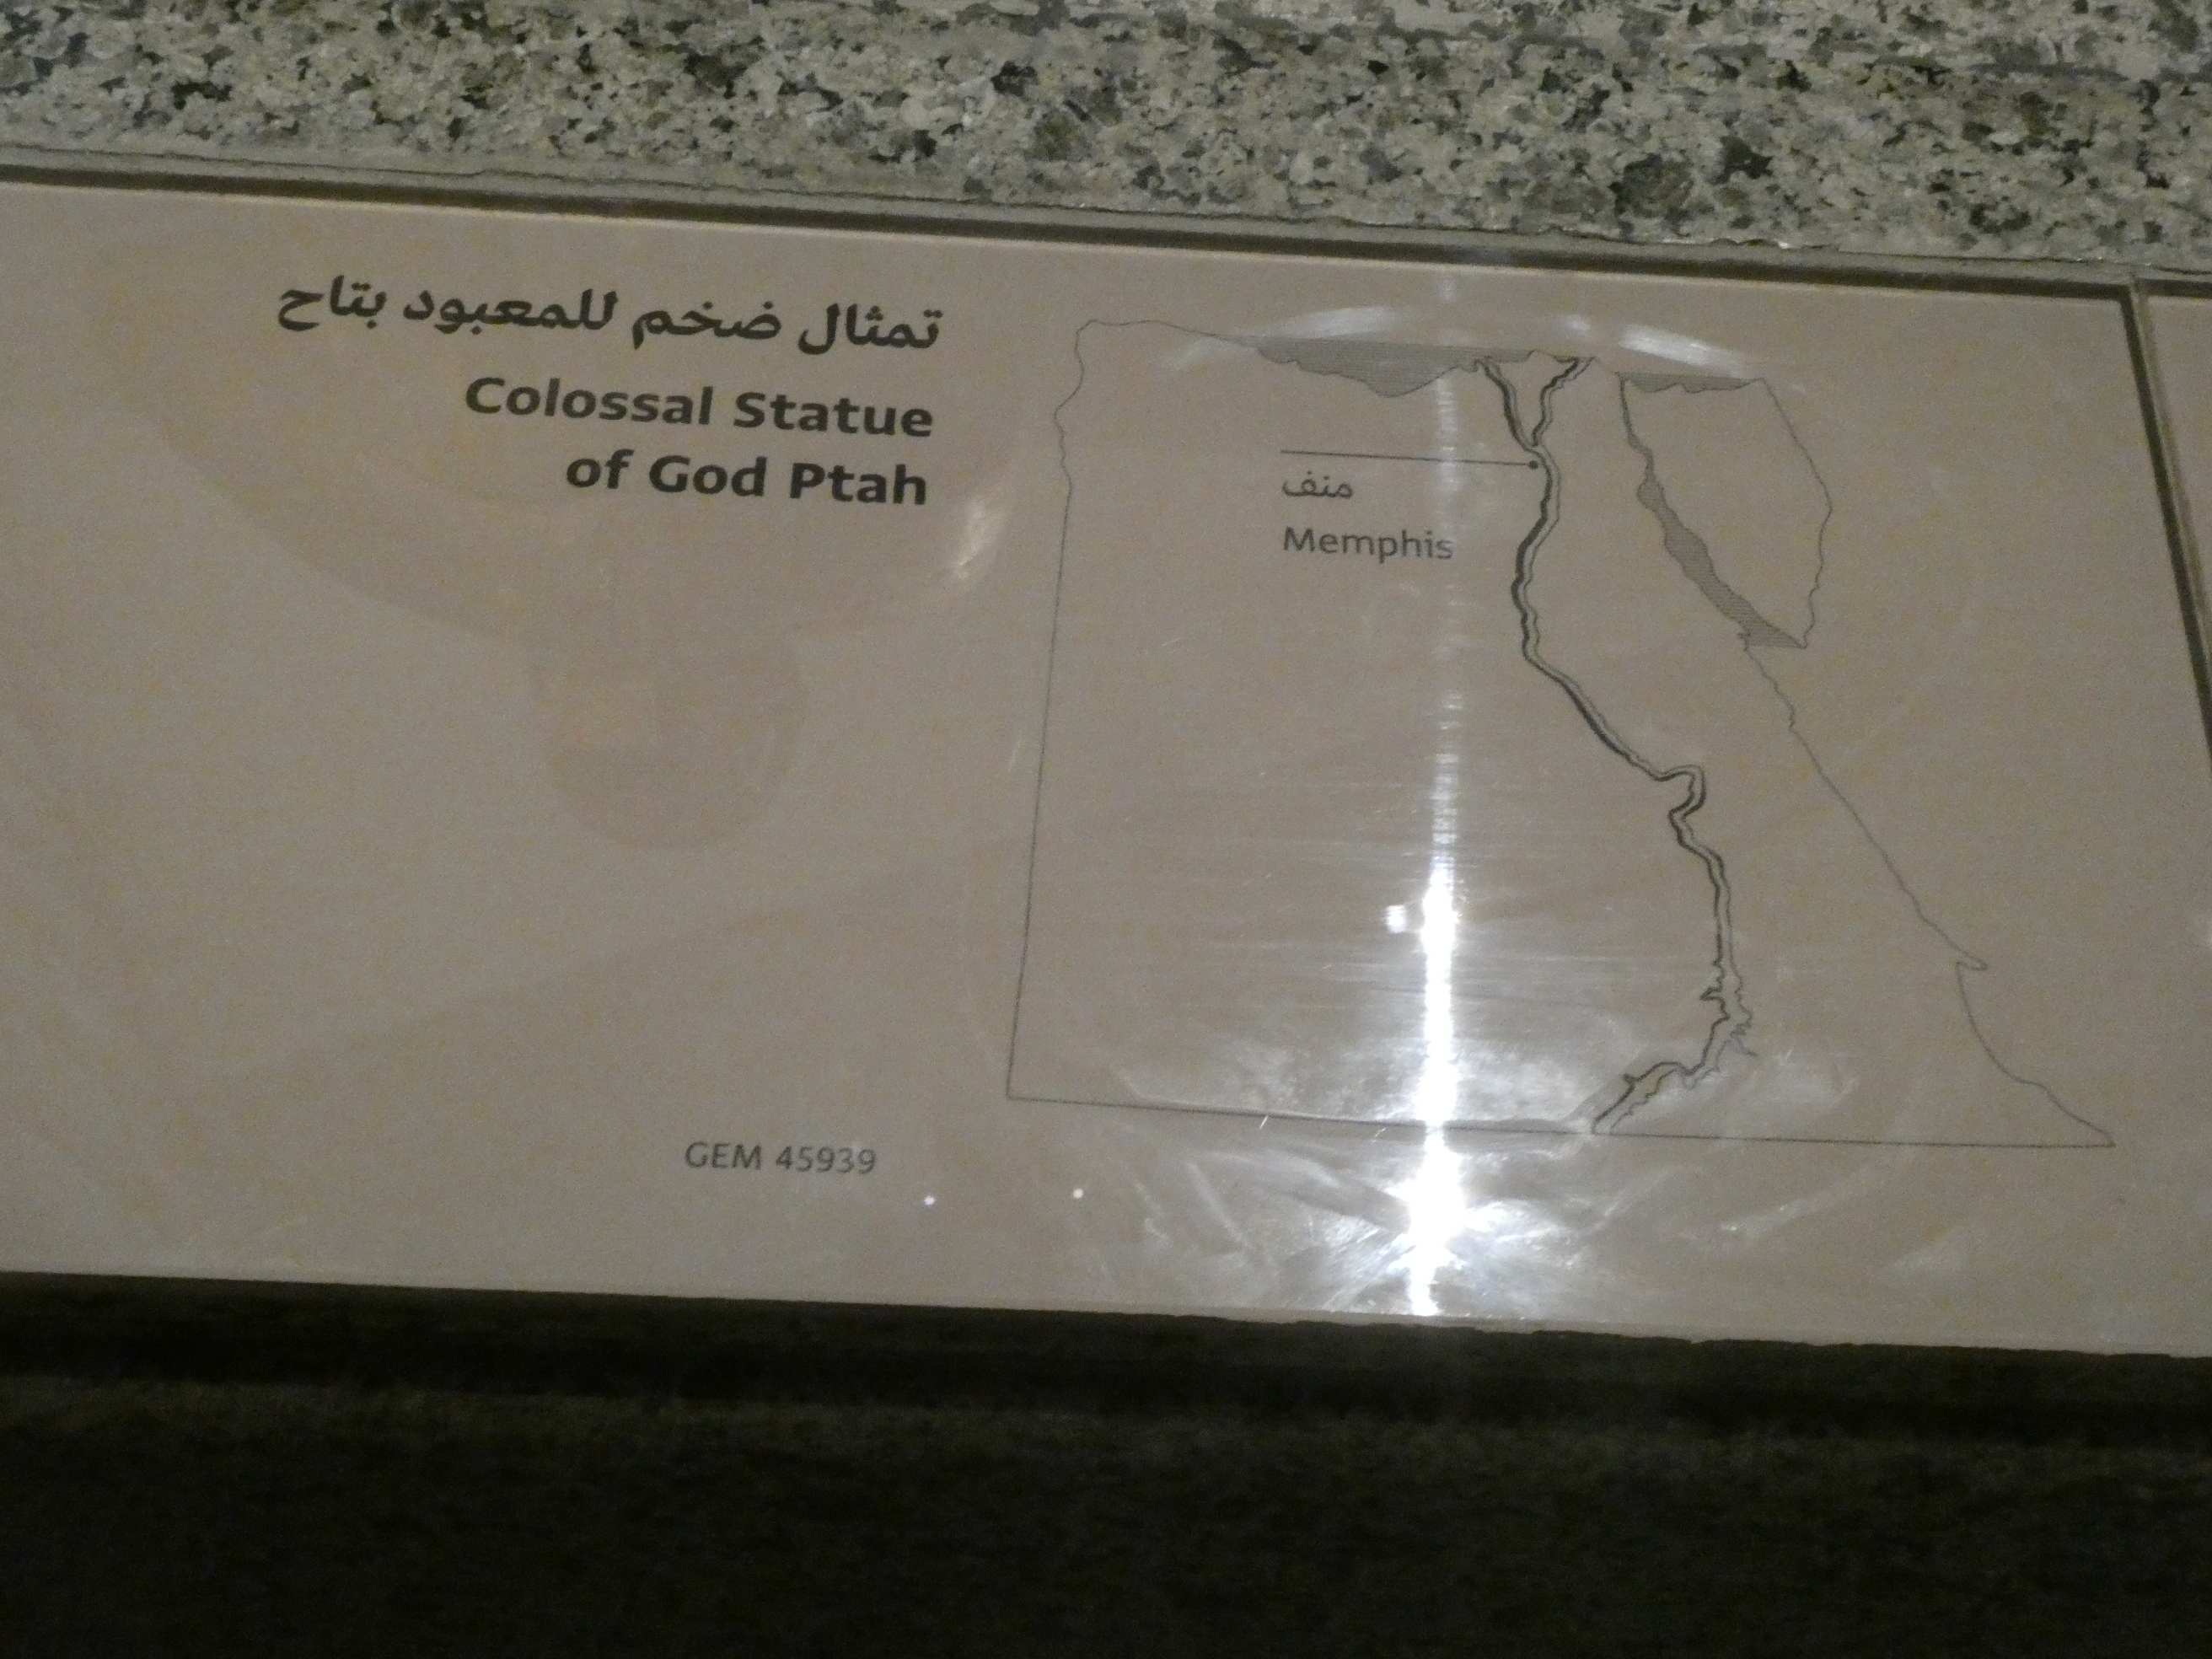 تمثال ضخم للمعبود بتاح
Colossal Statue
of God Ptah
منف
Memphis
GEM 45939